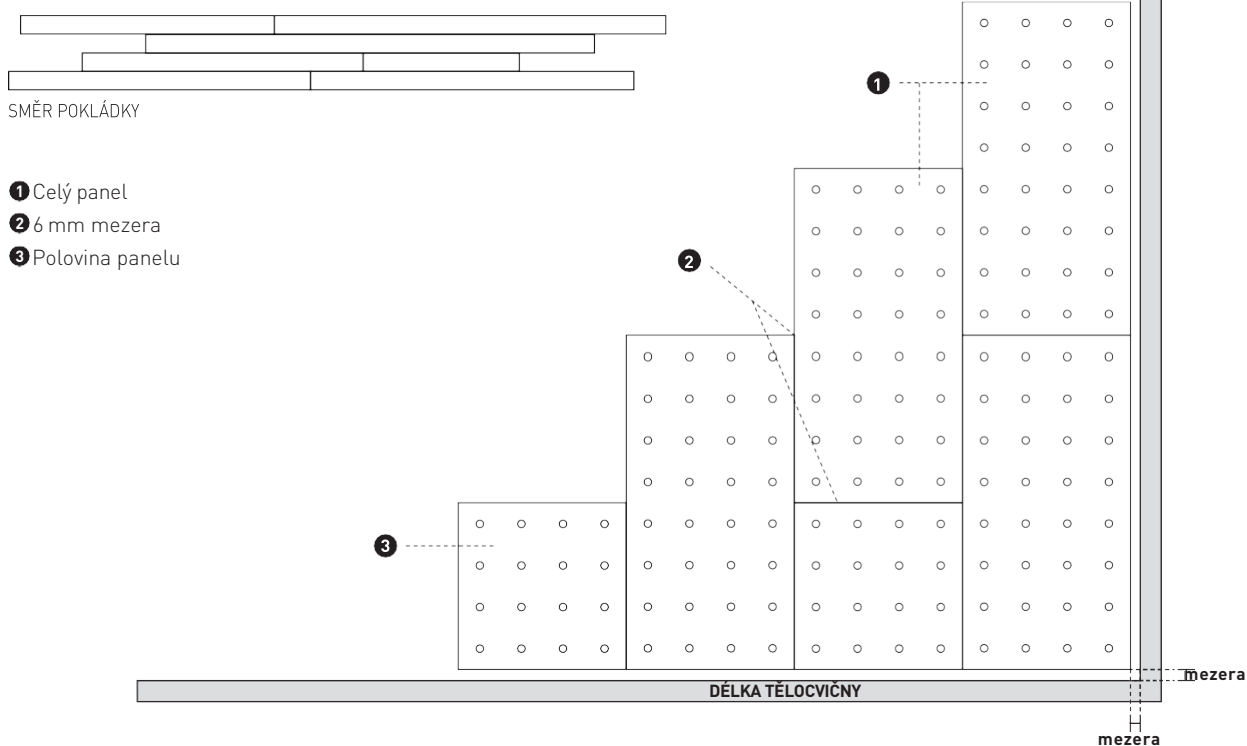 SMĚR POKLÁDKY
1 Celý panel
2 6 mm mezera
3 Polovina panelu
1
2
3
DÉLKA TĚLOCVIČNY
mezera
mezera